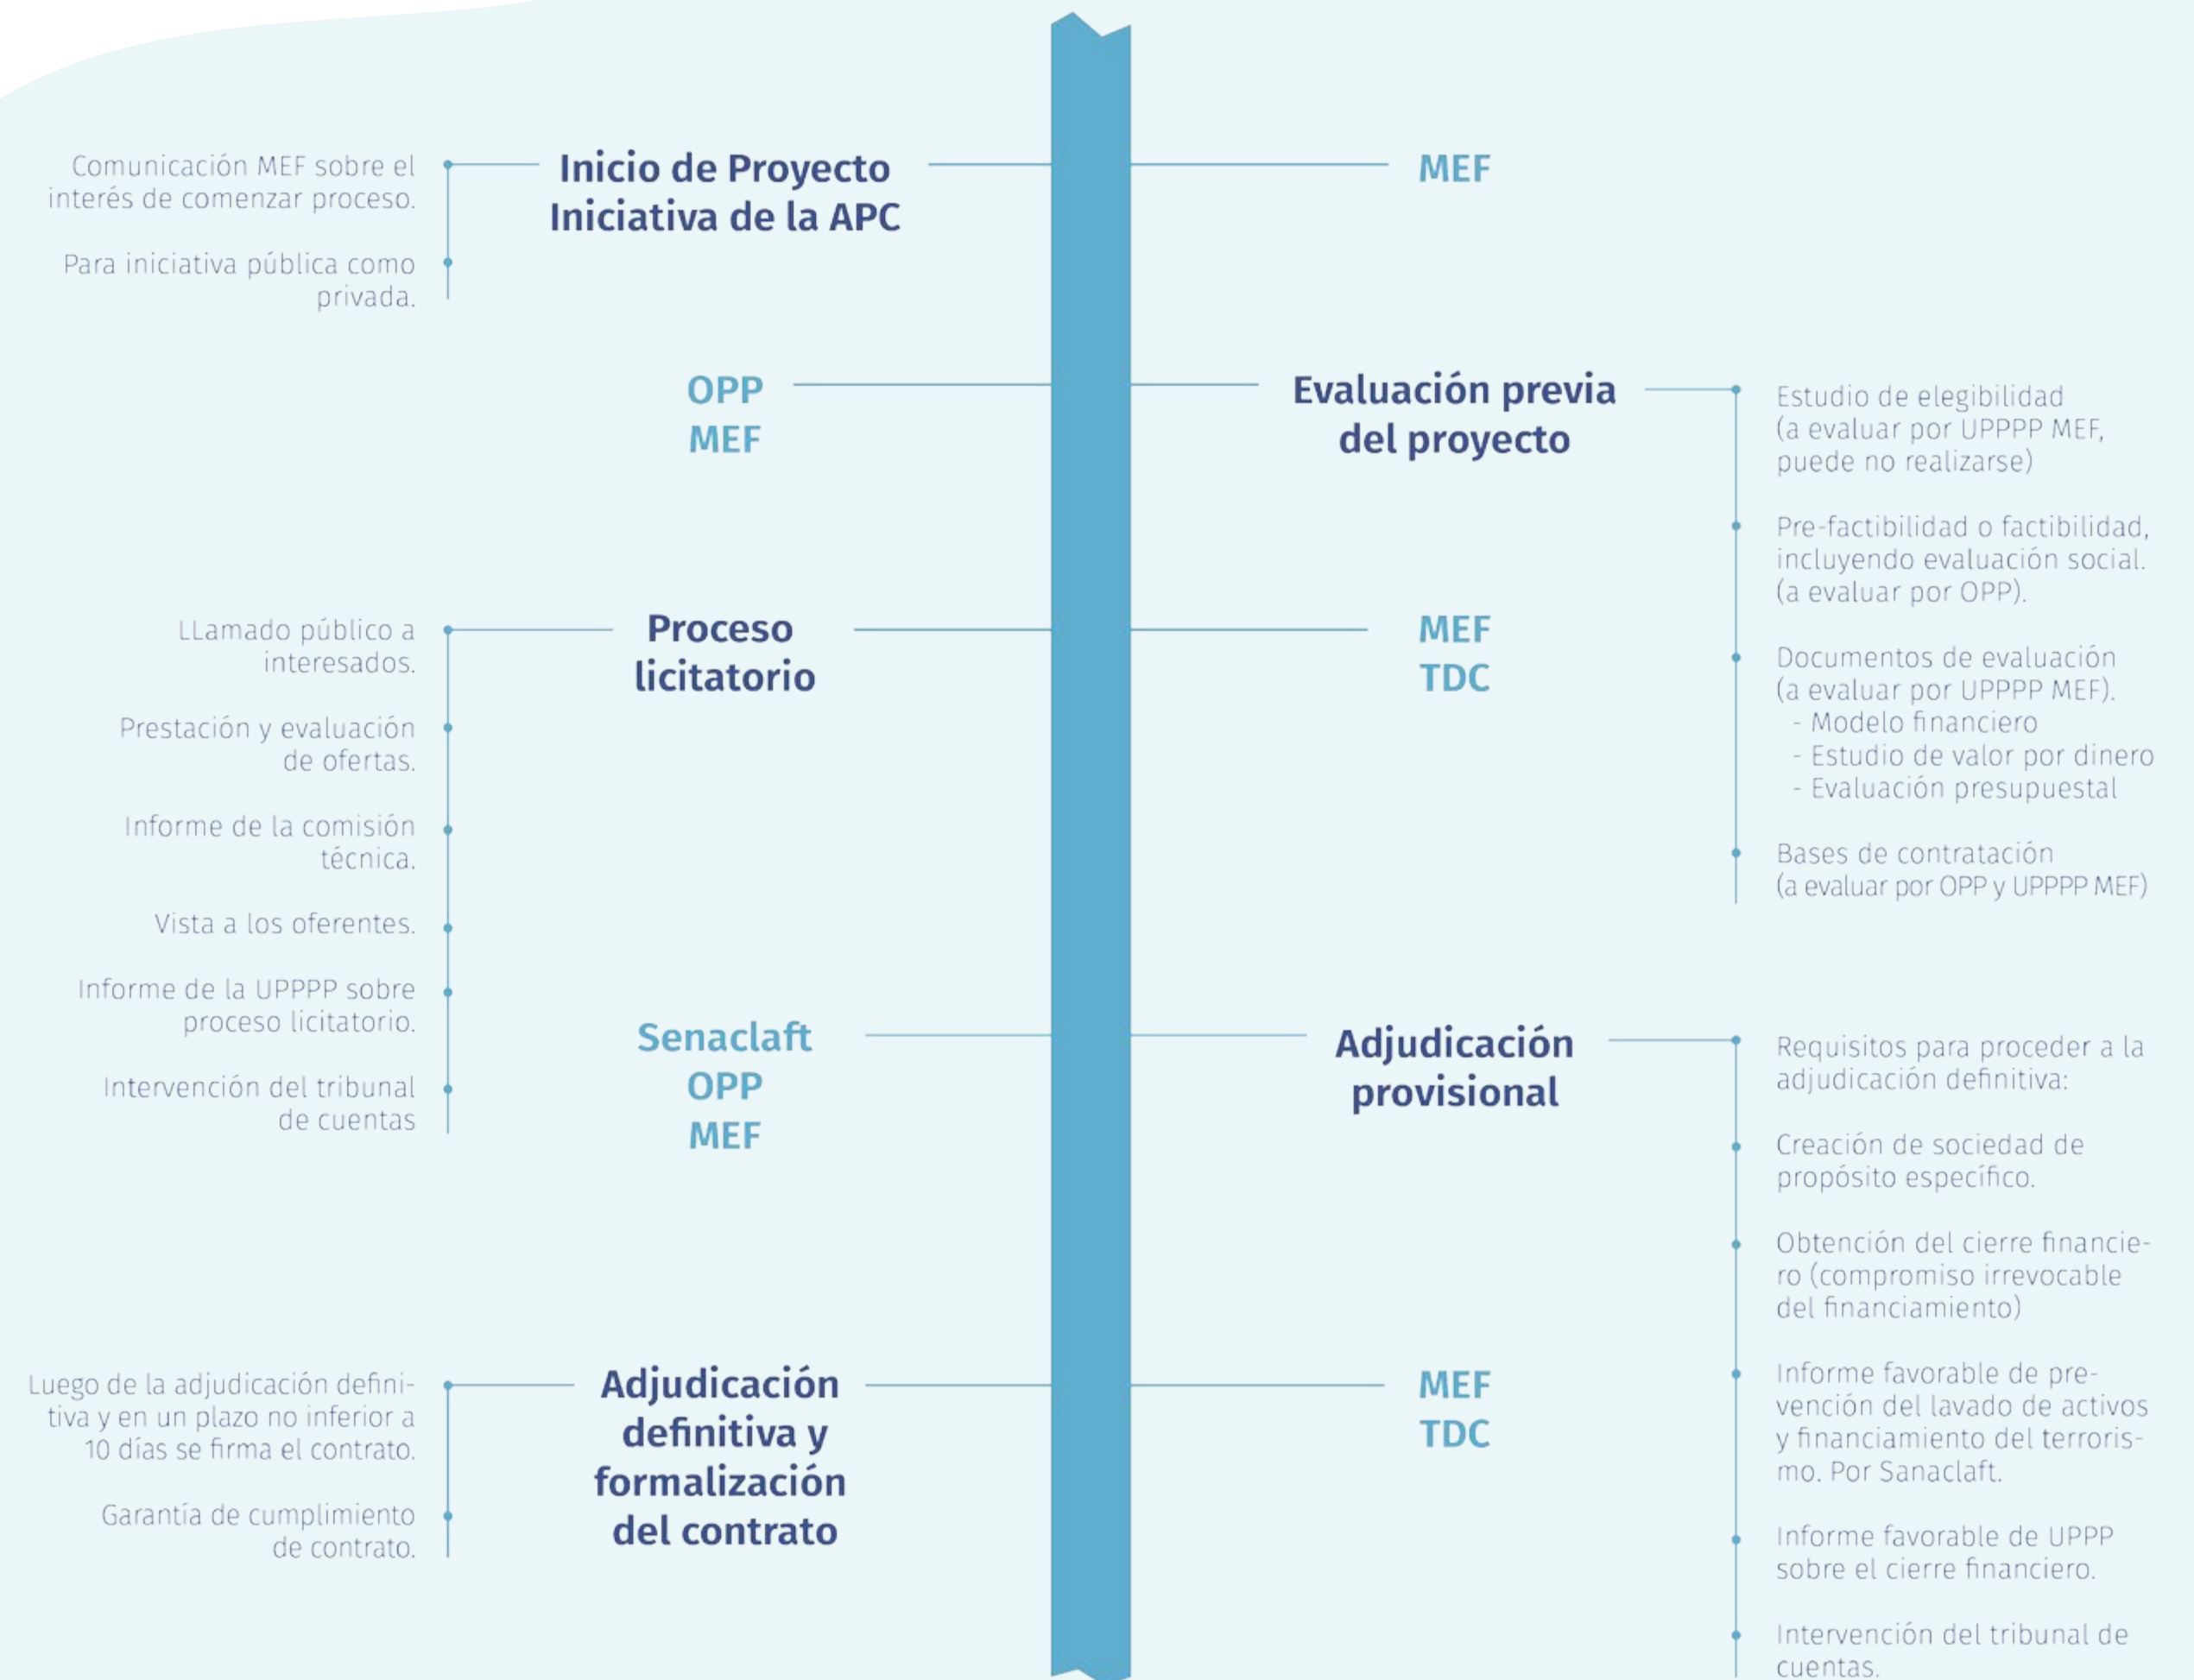 Comunicación MEF sobre el
interés de comenzar proceso.
Para iniciativa pública como
privada.
Inicio de Proyecto
Iniciativa de la APC
MEF
OPP
MEF
Evaluación previa
del proyecto
Estudio de elegibilidad
(a evaluar por UPPPP MEF,
puede no realizarse)
Pre-factibilidad o factibilidad,
incluyendo evaluación social.
(a evaluar por OPP).
Documentos de evaluación
(a evaluar por UPPPP MEF).
- Modelo financiero
- Estudio de valor por dinero
- Evaluación presupuestal
Bases de contratación
(a evaluar por OPP y UPPPP MEF)
LLamado público a
interesados.
Prestación y evaluación
de ofertas.
Informe de la comisión
técnica.
Vista a los oferentes.
Informe de la UPPPP sobre
proceso licitatorio.
Intervención del tribunal
de cuentas
Proceso
licitatorio
MEF
TDC
Senaclaft
OPP
MEF
Adjudicación
provisional
Requisitos para proceder a la
adjudicación definitiva:
Creación de sociedad de
propósito específico.
Obtención del cierre financie-
ro (compromiso irrevocable
del financiamiento)
Informe favorable de pre-
vención del lavado de activos
y financiamiento del terroris-
mo. Por Sanaclaft.
Informe favorable de UPPP
sobre el cierre financiero.
Intervención del tribunal de
cuentas.
Luego de la adjudicación defini-
tiva y en un plazo no inferior a
10 días se firma el contrato.
Garantía de cumplimiento
de contrato.
Adjudicación
definitiva y
formalización
del contrato
MEF
TDC